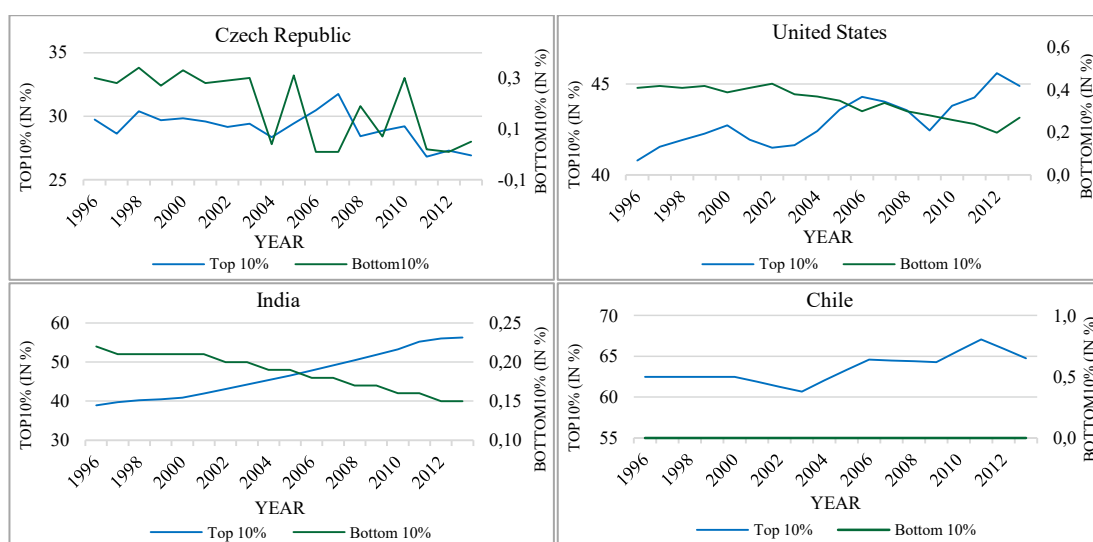 Czech Republic
TOP10% (IN %)
35
30
25
BOTTOM10% (IN %)
0,3
0,1
-0,1
1996
1998
2000
2002
2004
2006
2008
2010
2012
YEAR
Top 10%
Bottom10%
United States
TOP10% (IN %)
45
40
BOTTOM10% (IN %)
0,6
0,4
0,2
0,0
1996
1998
2000
2002
2004
2006
2008
2010
2012
YEAR
Top 10%
Bottom 10%
India
TOP10% (IN %)
60
50
40
30
BOTTOM10% (IN %)
0,25
0,20
0,15
0,10
1996
1998
2000
2002
2004
2006
2008
2010
2012
YEAR
Top 10%
Bottom 10%
Chile
TOP10% (IN %)
70
65
60
55
BOTTOM10% (IN %)
1,0
0,5
0,0
1996
1998
2000
2002
2004
2006
2008
2010
2012
YEAR
Top 10%
Bottom 10%